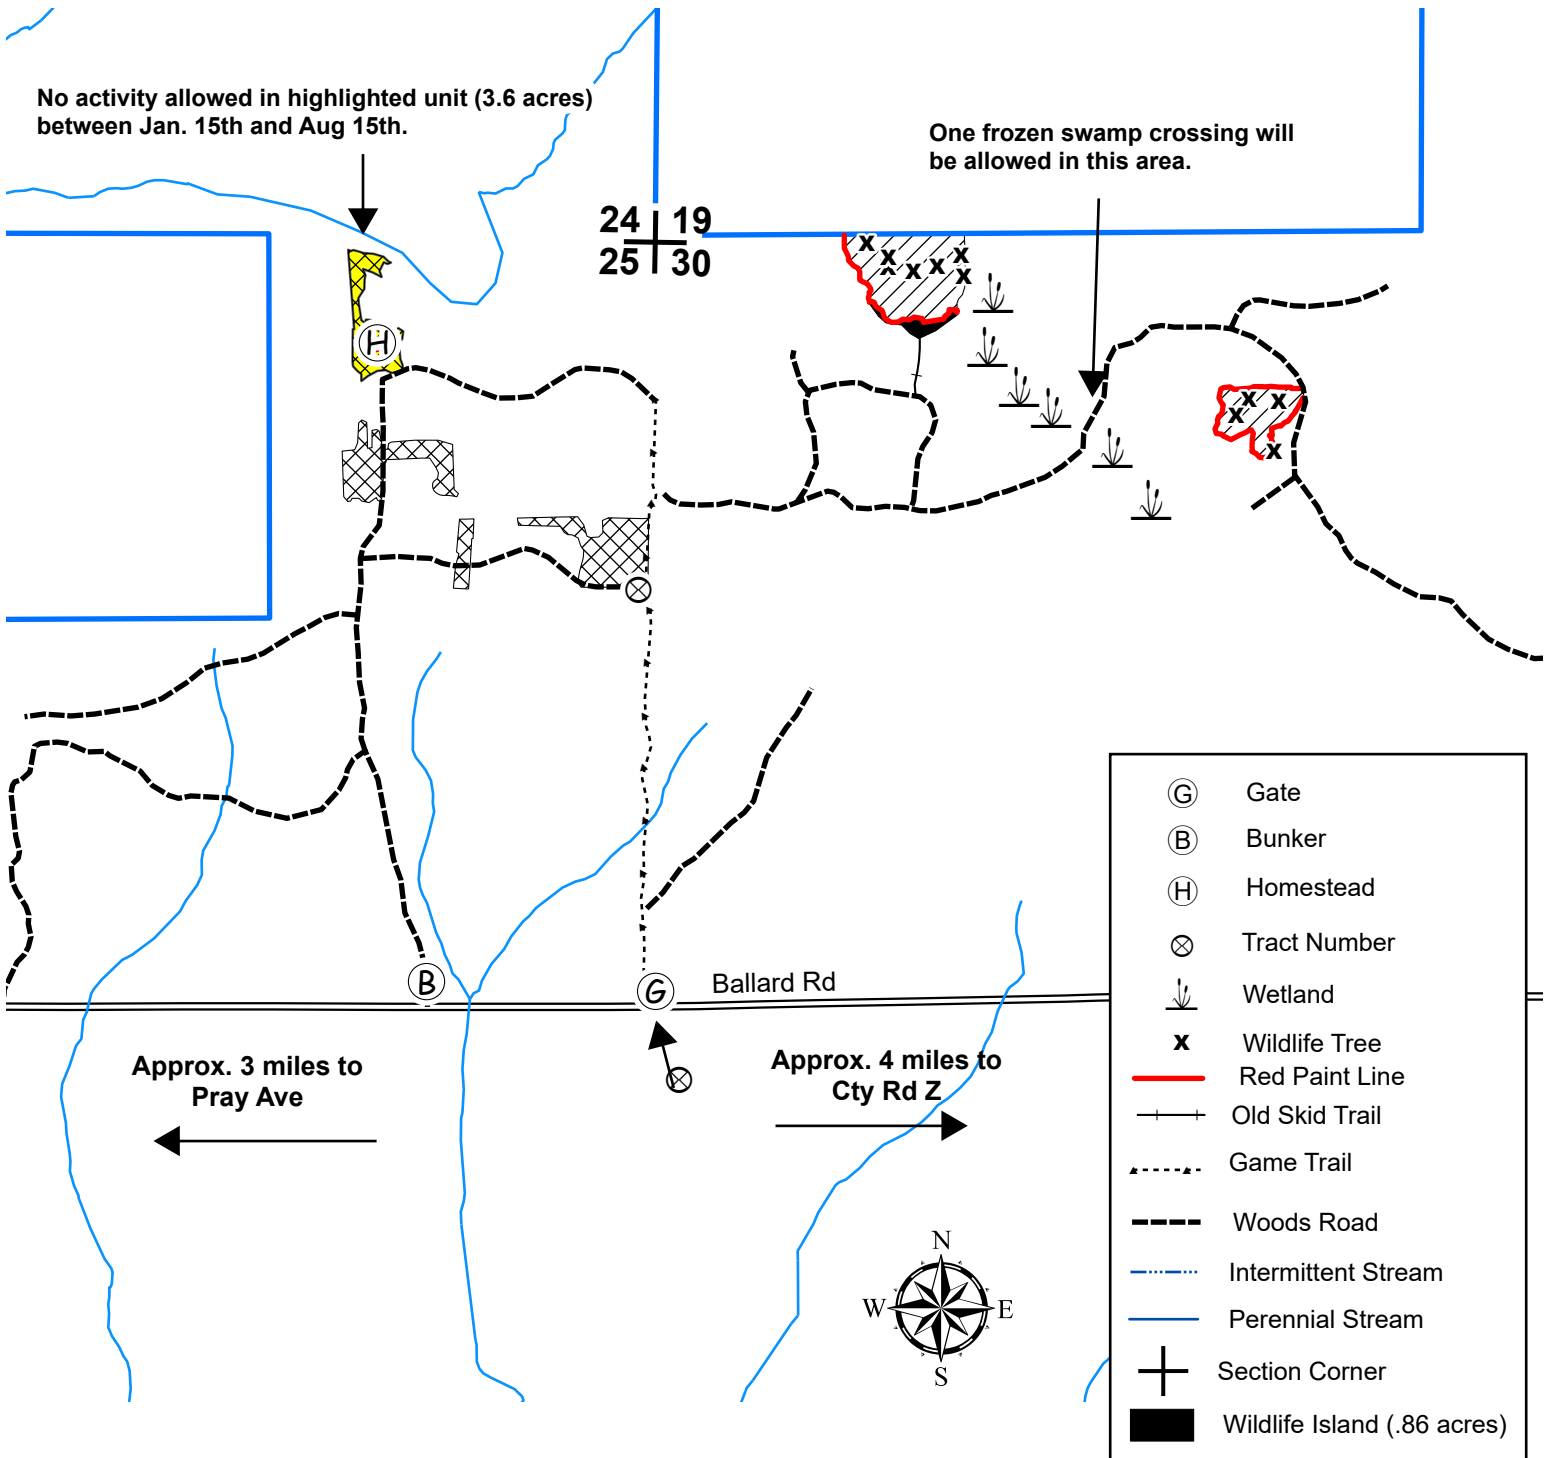 No activity allowed in highlighted unit (3.6 acres)
between Jan. 15th and Aug 15th.
One frozen swamp crossing will
be allowed in this area.
24 19
25 30
x
x
x
x
x
x
x
H
x
x
x
x
B
G
Ballard Rd
Approx. 3 miles to
Pray Ave
Approx. 4 miles to
Cty Rd Z
N
W
E
S
G Gate
B Bunker
H Homestead
Tract Number
Wetland
x Wildlife Tree
Red Paint Line
Old Skid Trail
Game Trail
Woods Road
Intermittent Stream
Perennial Stream
Section Corner
Wildlife Island (.86 acres)